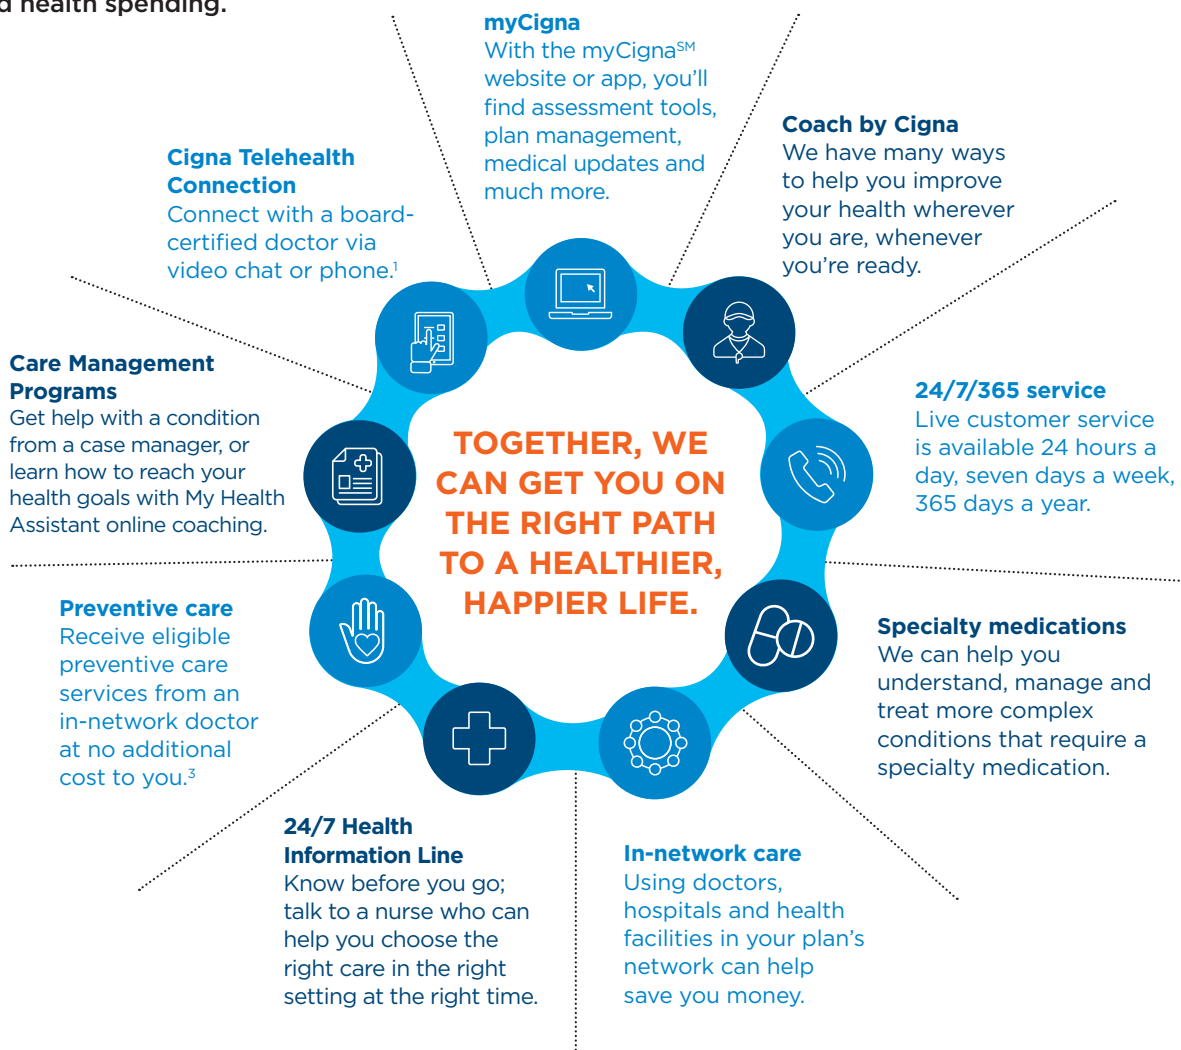 d health spending.
myCigna
With the myCigna℠
website or app, you’ll
find assessment tools,
plan management,
medical updates and
much more.
Coach by Cigna
We have many ways
to help you improve
your health wherever
you are, whenever
you’re ready.
24/7/365 service
Live customer service
is available 24 hours a
day, seven days a week,
365 days a year.
Specialty medications
We can help you
understand, manage and
treat more complex
conditions that require a
specialty medication.
In-network care
Using doctors,
hospitals and health
facilities in your plan’s
network can help
save you money.
24/7 Health
Information Line
Know before you go;
talk to a nurse who can
help you choose the
right care in the right
setting at the right time.
Preventive care
Receive eligible
preventive care
services from an
in-network doctor
at no additional
cost to you.³
Care Management
Programs
Get help with a condition
from a case manager, or
learn how to reach your
health goals with My Health
Assistant online coaching.
Cigna Telehealth
Connection
Connect with a board-
certified doctor via
video chat or phone.¹
TOGETHER, WE
CAN GET YOU ON
THE RIGHT PATH
TO A HEALTHIER,
HAPPIER LIFE.